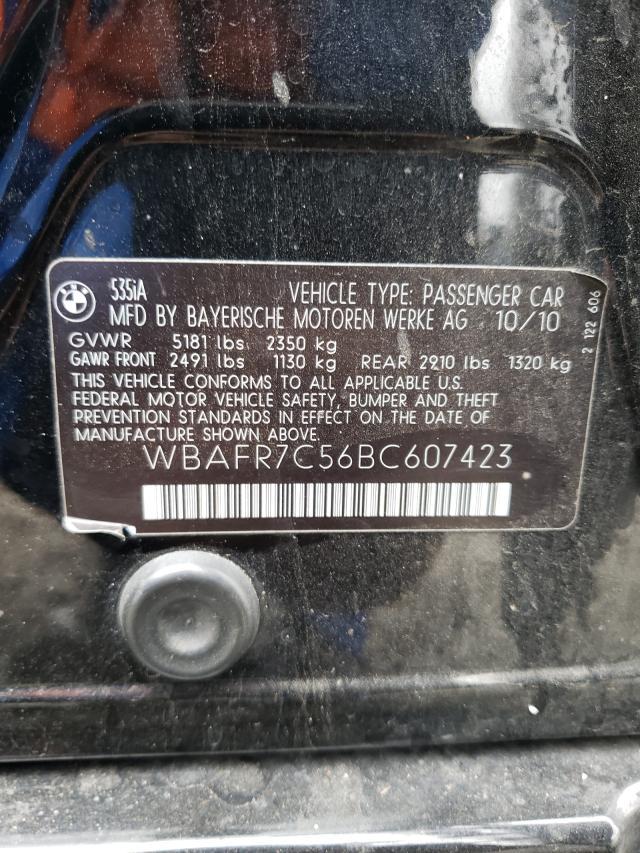 BMW
535iA VEHICLE TYPE: PASSENGER CAR
MFD BY BAYERISCHE MOTOREN WERKE AG 10/10
GVWR 5181 lbs 2350 kg
GAWR FRONT 2491 lbs 1130 kg REAR 2910 lbs 1320 kg
THIS VEHICLE CONFORMS TO ALL APPLICABLE U.S.
FEDERAL MOTOR VEHICLE SAFETY, BUMPER AND THEFT
PREVENTION STANDARDS IN EFFECT ON THE DATE OF
MANUFACTURE SHOWN ABOVE.
WBAFR7C56BC607423
2 122 606